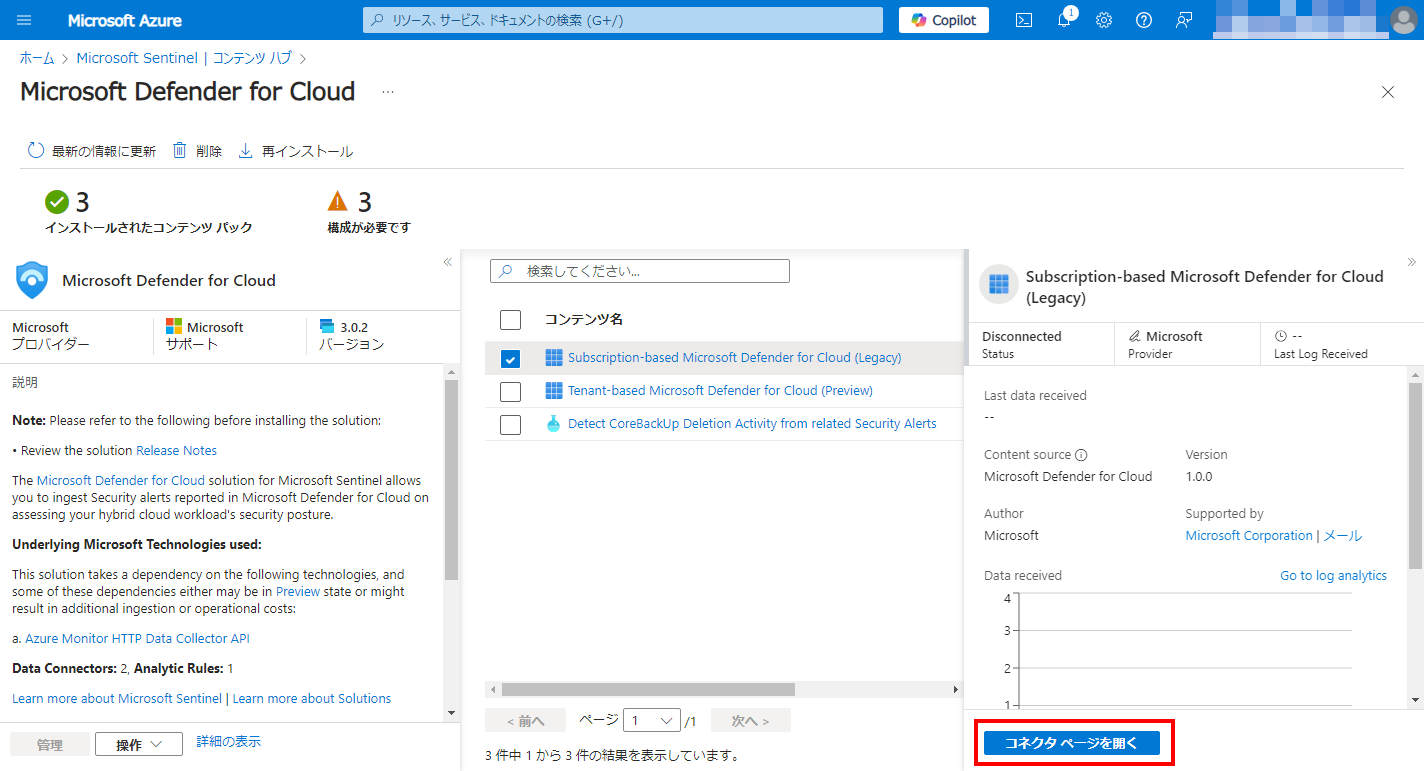 Microsoft Azure
リソース、サービス、ドキュメントの検索 (G+/)
Copilot
1
ホーム > Microsoft Sentinel | コンテンツ ハブ >
Microsoft Defender for Cloud ...
最新の情報に更新 削除 再インストール
3
インストールされたコンテンツ パック
3
構成が必要です
Microsoft Defender for Cloud
Microsoft
プロバイダー
Microsoft
サポート
3.0.2
バージョン
説明
Note: Please refer to the following before installing the solution:
• Review the solution Release Notes
The Microsoft Defender for Cloud solution for Microsoft Sentinel allows
you to ingest Security alerts reported in Microsoft Defender for Cloud on
assessing your hybrid cloud workload's security posture.
Underlying Microsoft Technologies used:
This solution takes a dependency on the following technologies, and
some of these dependencies either may be in Preview state or might
result in additional ingestion or operational costs:
a. Azure Monitor HTTP Data Collector API
Data Connectors: 2, Analytic Rules: 1
Learn more about Microsoft Sentinel | Learn more about Solutions
管理 操作 詳細の表示
検索してください...
コンテンツ名
Subscription-based Microsoft Defender for Cloud (Legacy)
Tenant-based Microsoft Defender for Cloud (Preview)
Detect CoreBackUp Deletion Activity from related Security Alerts
< 前へ ページ 1 /1 次へ >
3 件中 1 から 3 件の結果を表示しています。
Subscription-based Microsoft Defender for Cloud
(Legacy)
Disconnected
Status
Microsoft
Provider
--
Last Log Received
Last data received
--
Content source
Microsoft Defender for Cloud
Version
1.0.0
Author
Microsoft
Supported by
Microsoft Corporation | メール
Data received Go to log analytics
4
3
2
1
コネクタ ページを開く